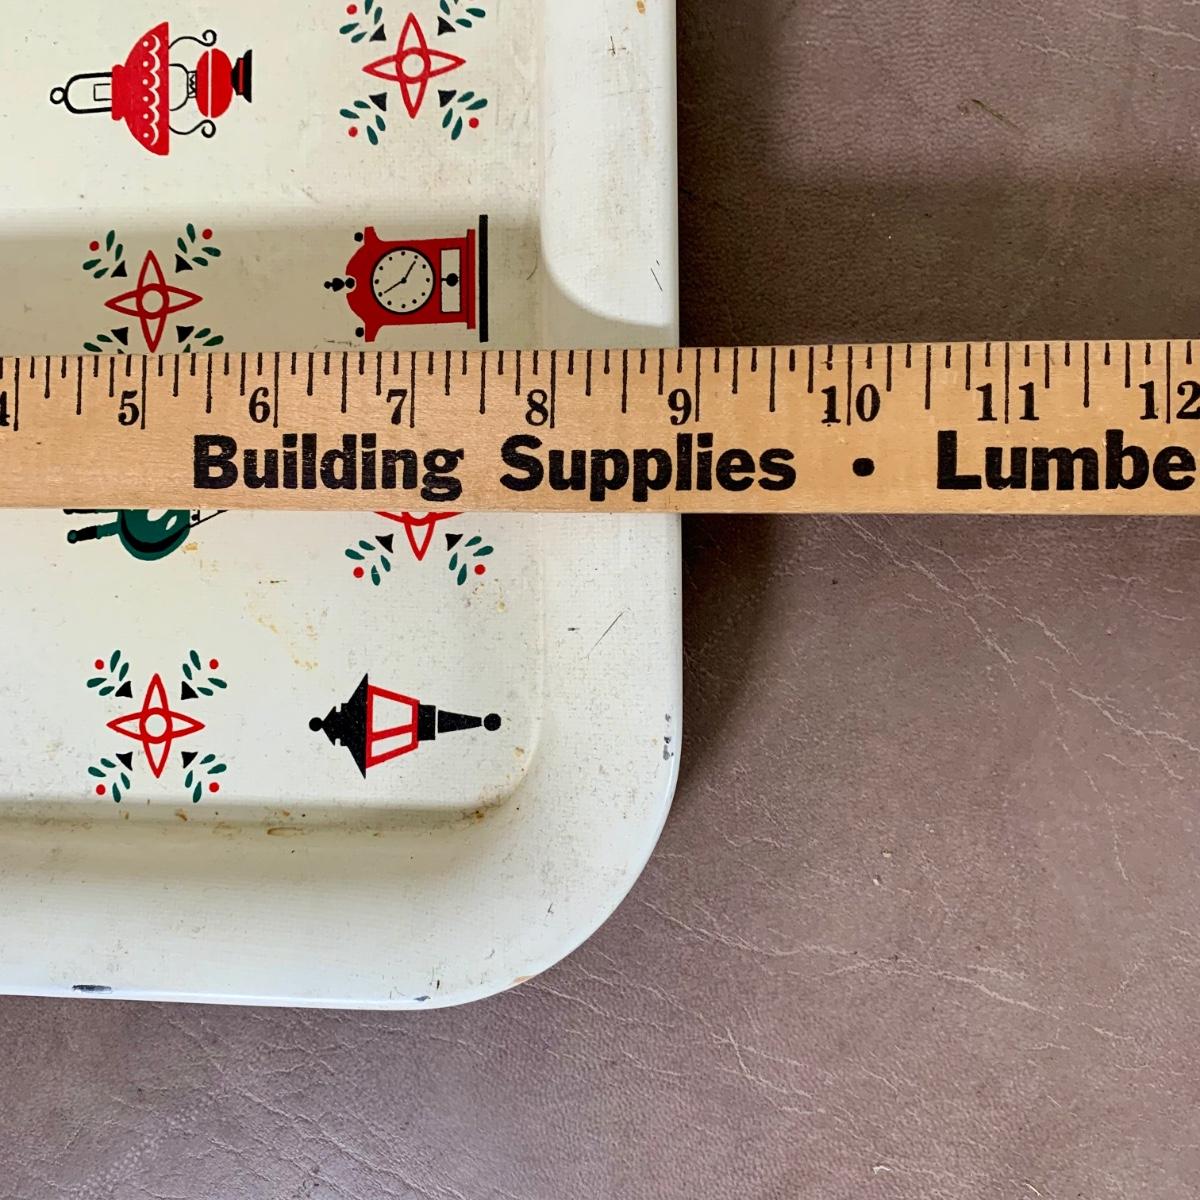 4 5 6 7 8 9 10 11 12
Building Supplies • Lumbe